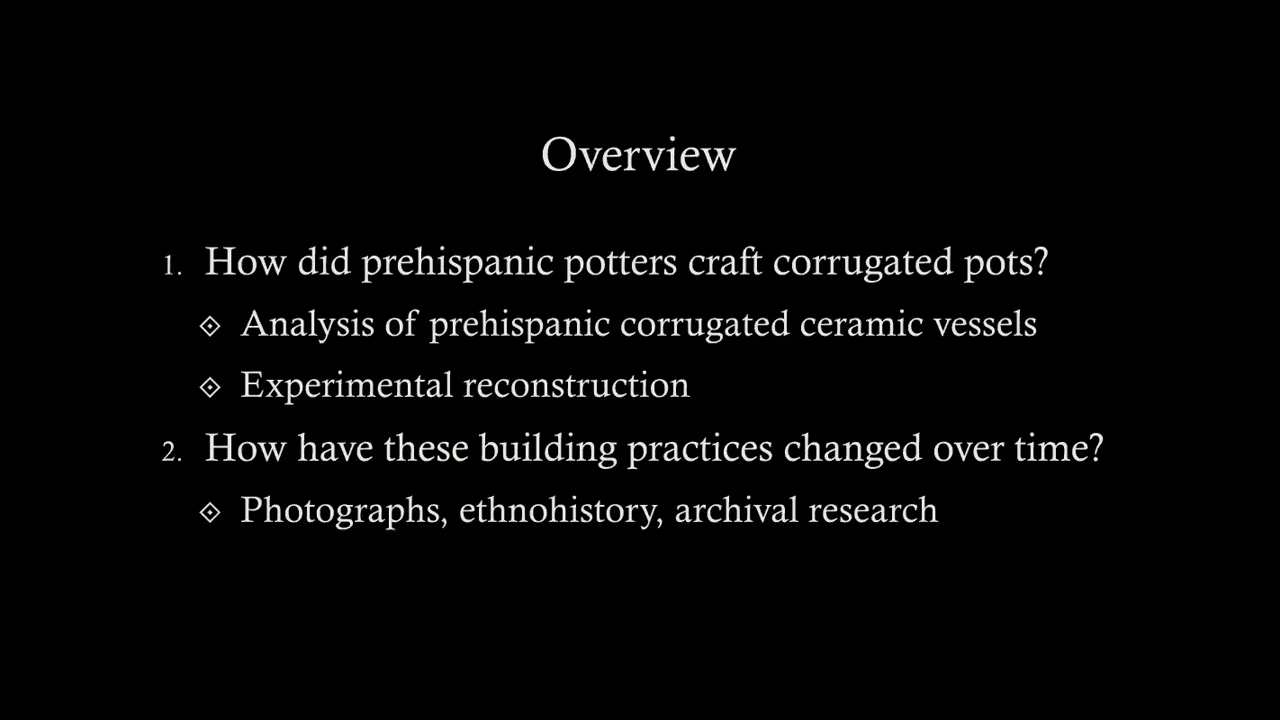 Overview
1. How did prehispanic potters craft corrugated pots?
Analysis of prehispanic corrugated ceramic vessels
Experimental reconstruction
2. How have these building practices changed over time?
Photographs, ethnohistory, archival research